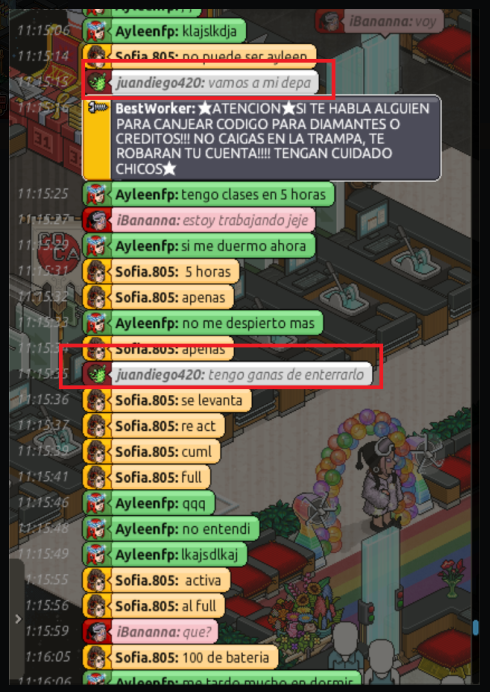 iBananna: voy
11:15:06 Ayleenfp: klajslkdja
11:15:14 Sofia.805: no puede ser ayleen
11:15:15 juandiego420: vamos a mi depa
11:15:16 BestWorker: ★ATENCION★SI TE HABLA ALGUIEN
PARA CANJEAR CODIGO PARA DIAMANTES O
CREDITOS!!! NO CAIGAS EN LA TRAMPA, TE
ROBARAN TU CUENTA!!!! TENGAN CUIDADO
CHICOS★
11:15:25 Ayleenfp: tengo clases en 5 horas
11:15:27 iBananna: estoy trabajando jeje
11:15:29 Ayleenfp: si me duermo ahora
11:15:31 Sofia.805: 5 horas
11:15:32 Sofia.805: apenas
11:15:33 Ayleenfp: no me despierto mas
11:15:34 Sofia.805: apenas
11:15:35 juandiego420: tengo ganas de enterrarlo
11:15:36 Sofia.805: se levanta
11:15:37 Sofia.805: re act
11:15:39 Sofia.805: cuml
11:15:41 Sofia.805: full
11:15:46 Ayleenfp: qqq
11:15:48 Ayleenfp: no entendi
11:15:49 Ayleenfp: lkajsdlkaj
11:15:55 Sofia.805: activa
11:15:56 Sofia.805: al full
11:15:59 iBananna: que?
11:16:05 Sofia.805: 100 de bateria
11:16:06 Ayleenfp: me tardo mucho en dormir